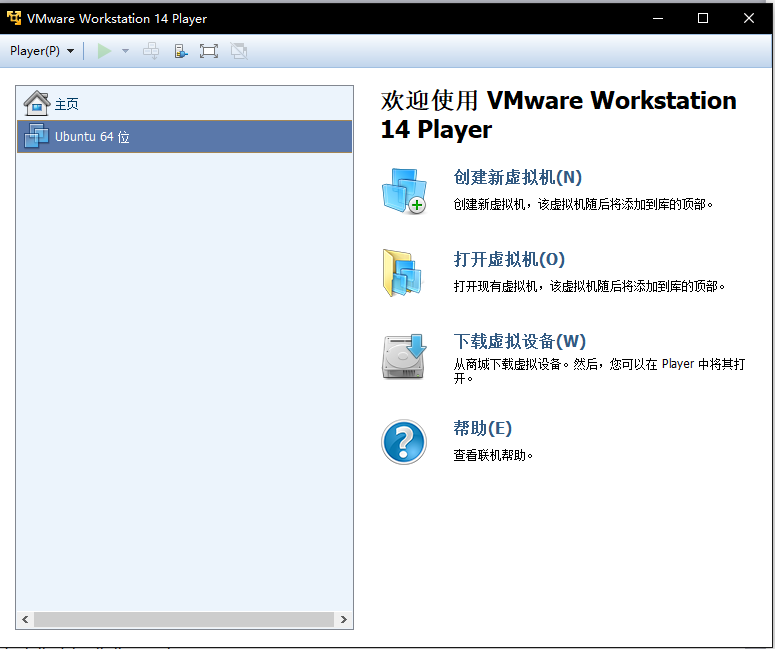 VMware Workstation 14 Player
Player(P)
主页
Ubuntu 64 位
欢迎使用 VMware Workstation
14 Player
创建新虚拟机(N)
创建新虚拟机，该虚拟机随后将添加到库的顶部。
打开虚拟机(O)
打开现有虚拟机，该虚拟机随后将添加到库的顶部。
下载虚拟设备(W)
从商城下载虚拟设备。然后，您可以在 Player 中将其打
开。
帮助(E)
查看联机帮助。